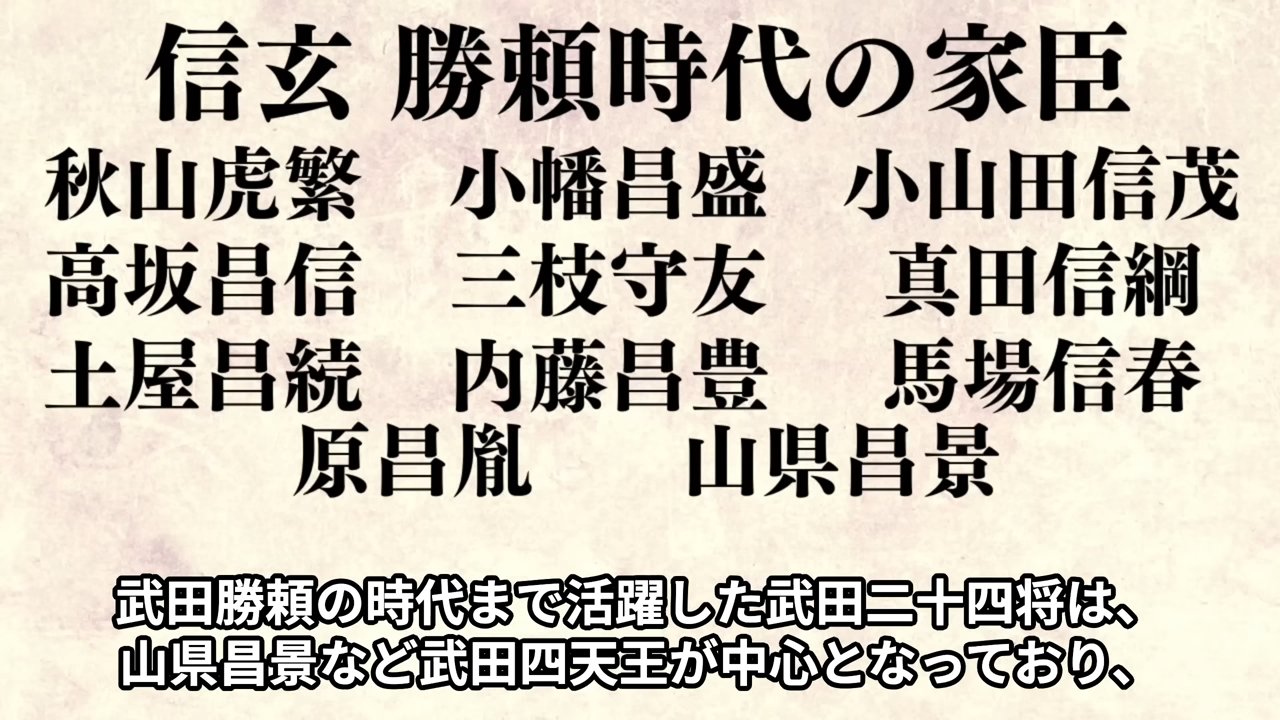 信玄 勝頼時代の家臣
秋山虎繁 小幡昌盛 小山田信茂
高坂昌信 三枝守友 真田信綱
土屋昌続 内藤昌豊 馬場信春
原昌胤 山県昌景
武田勝頼の時代まで活躍した武田二十四将は、
山県昌景など武田四天王が中心となっており、